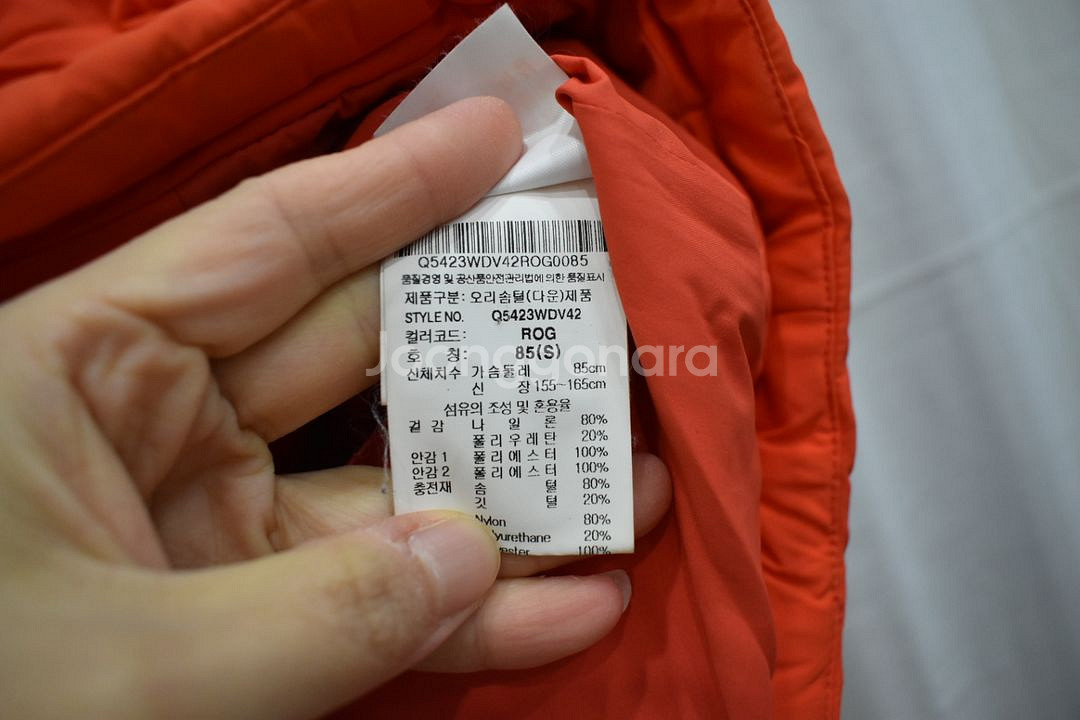 Q5423WDV42ROG0085
품질경영 및 공산품안전관리법에 의한 품질표시
제품구분: 오리솜털(다운)제품
STYLE NO. Q5423WDV42
컬러코드: ROG
호 칭: 85(S)
신체치수 가슴둘레 85cm
신 장 155~165cm
섬유의 조성 및 혼용율
겉감 나일론 80%
폴리우레탄 20%
안감1 폴리에스터 100%
안감2 폴리에스터 100%
충전재 솜털 80%
깃털 20%
Nylon 80%
20%
100%
joonggonara